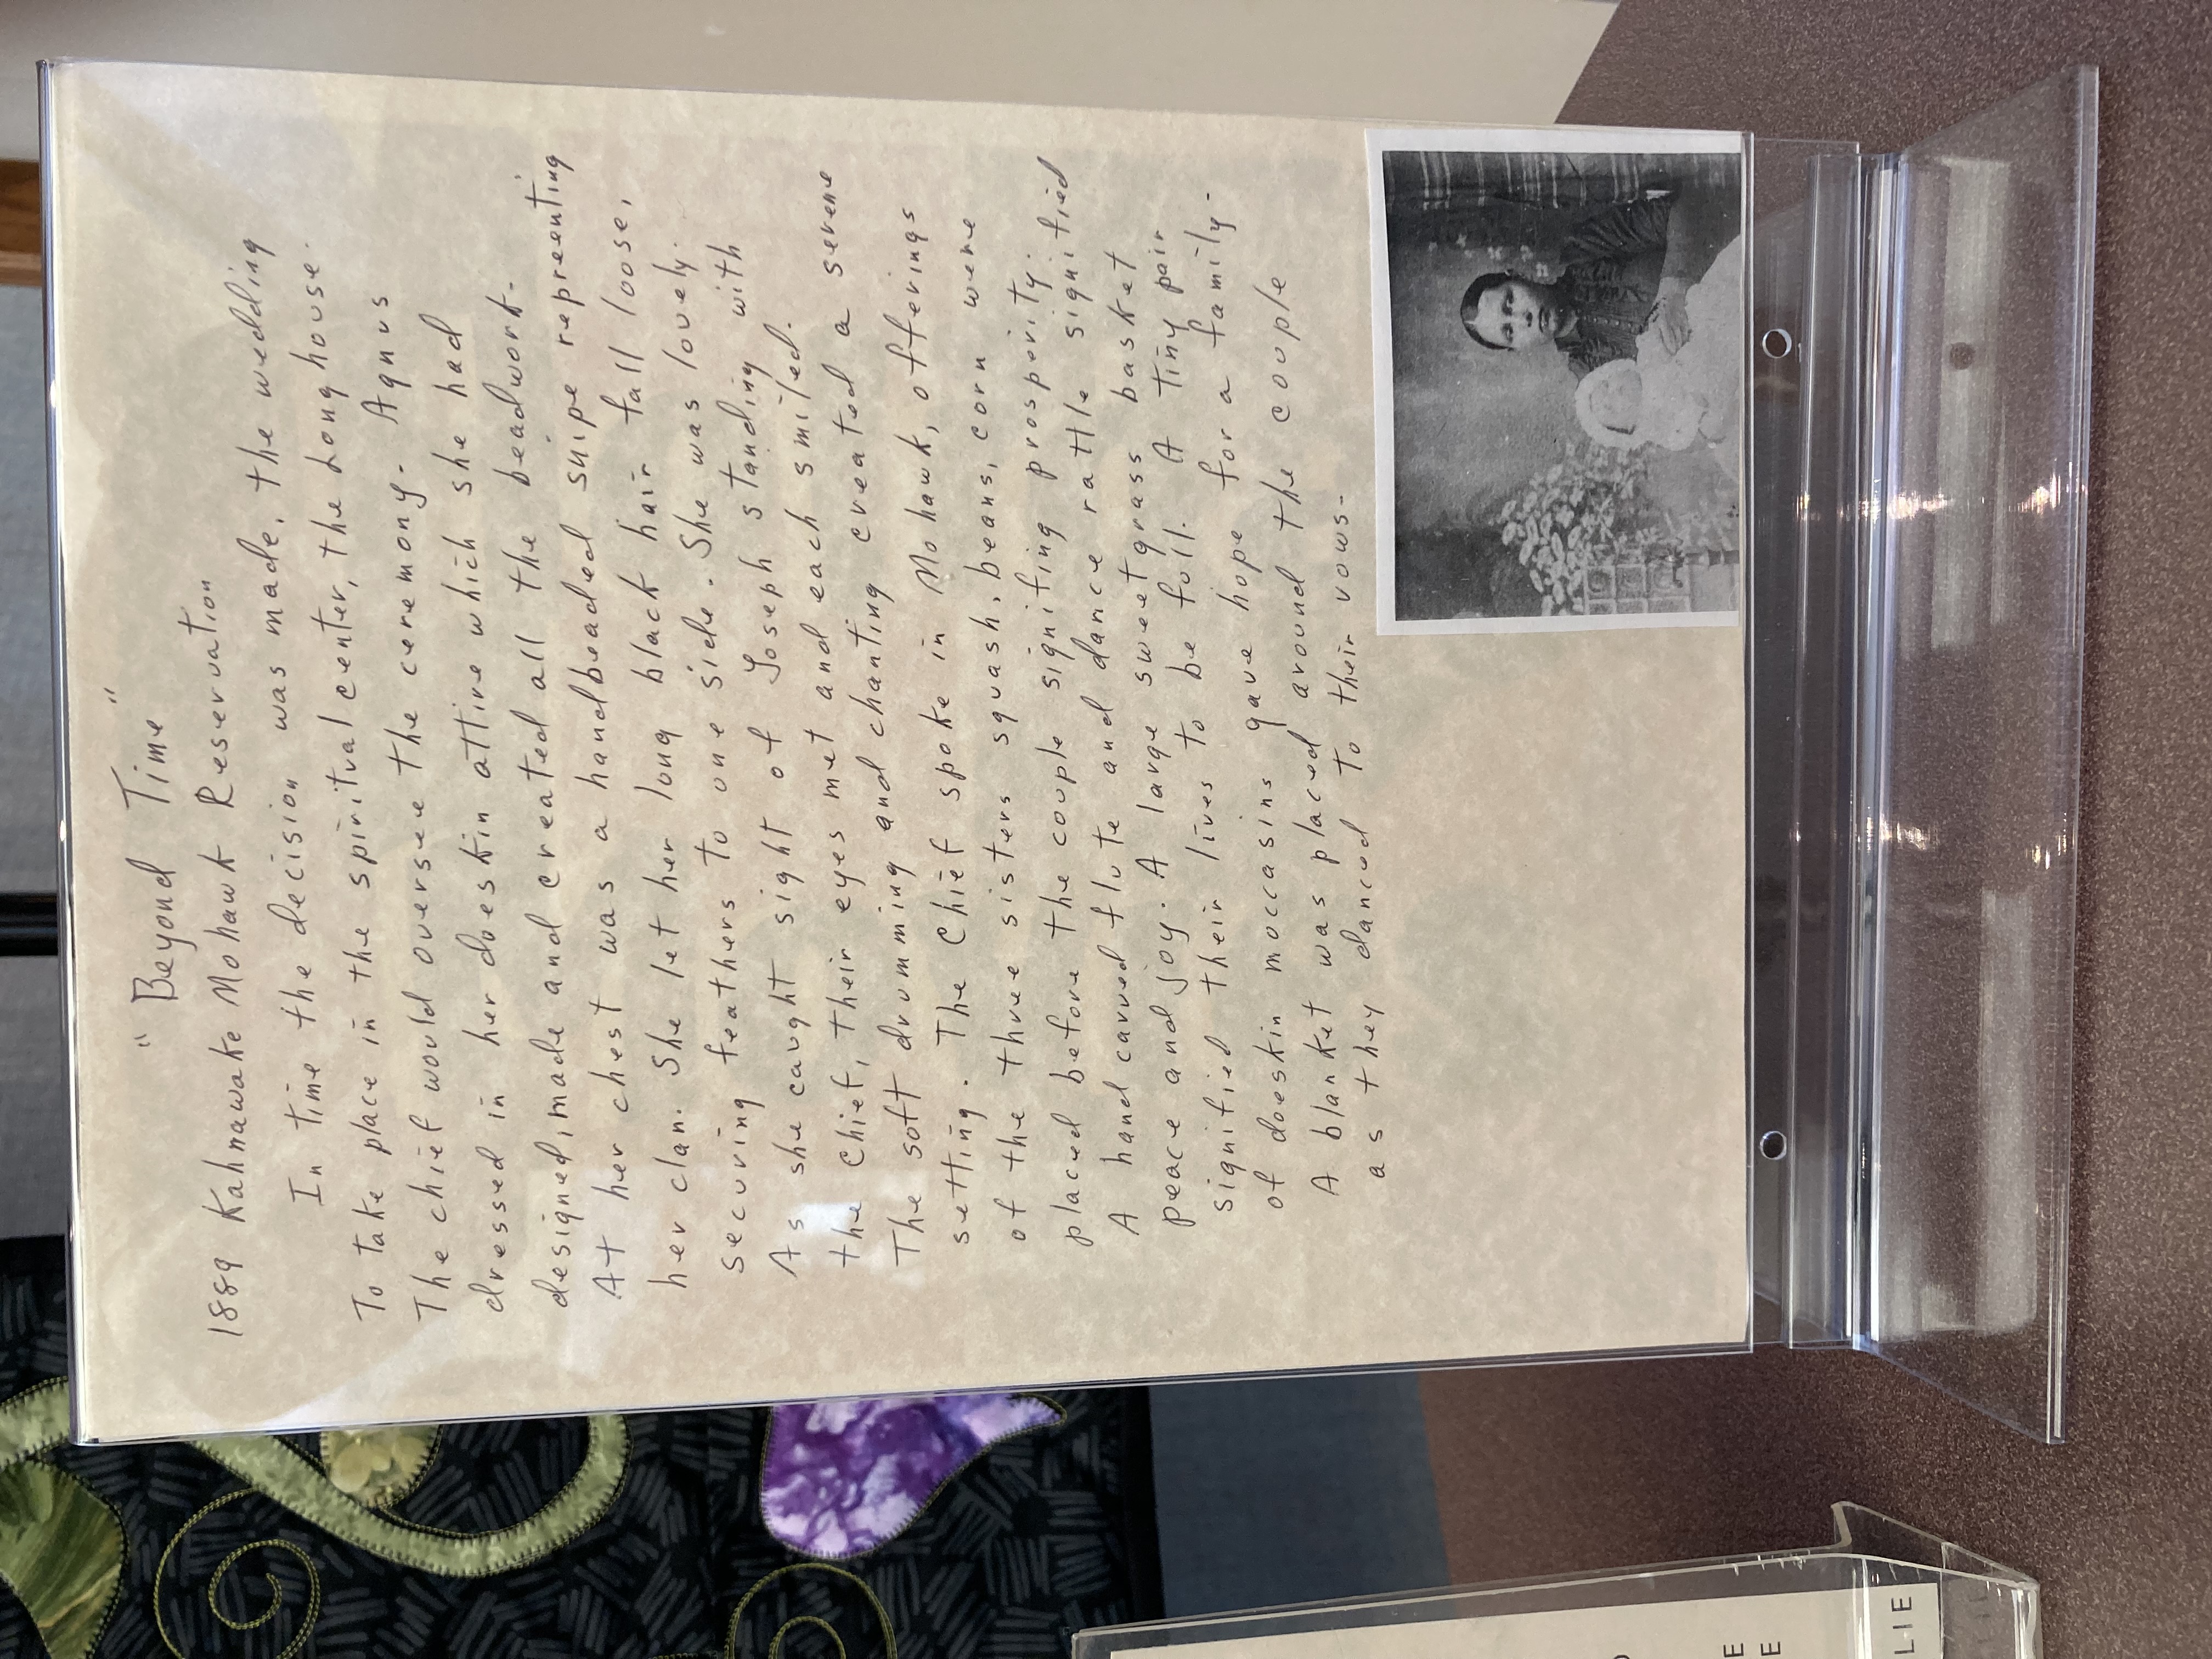 "Beyond Time"
1889 Kahnawake Mohawk Reservation
In time the decision was made, the wedding
To take place in the spiritual center, the Longhouse.
The chief would oversee the ceremony. Agnus
dressed in her doeskin attire which she had
designed, made and created all the beadwork.
At her chest was a handbeaded snipe repreenting
her clan. She let her long black hair fall loose,
securing feathers to one side. She was lovely.
As she caught sight of Joseph standing with
the chief, their eyes met and each smiled.
The soft drumming and chanting created a serene
setting. The Chief spoke in Mohawk, offerings
of the three sisters squash, beans, corn were
placed before the couple signifing prosperity.
A hand carved flute and dance rattle signified
peace and joy. A large sweetgrass basket
signified their lives to be full. A tiny pair
of doeskin moccasins gave hope for a family.
A blanket was placed around the couple
as they danced to their vows.
E
E
LIE